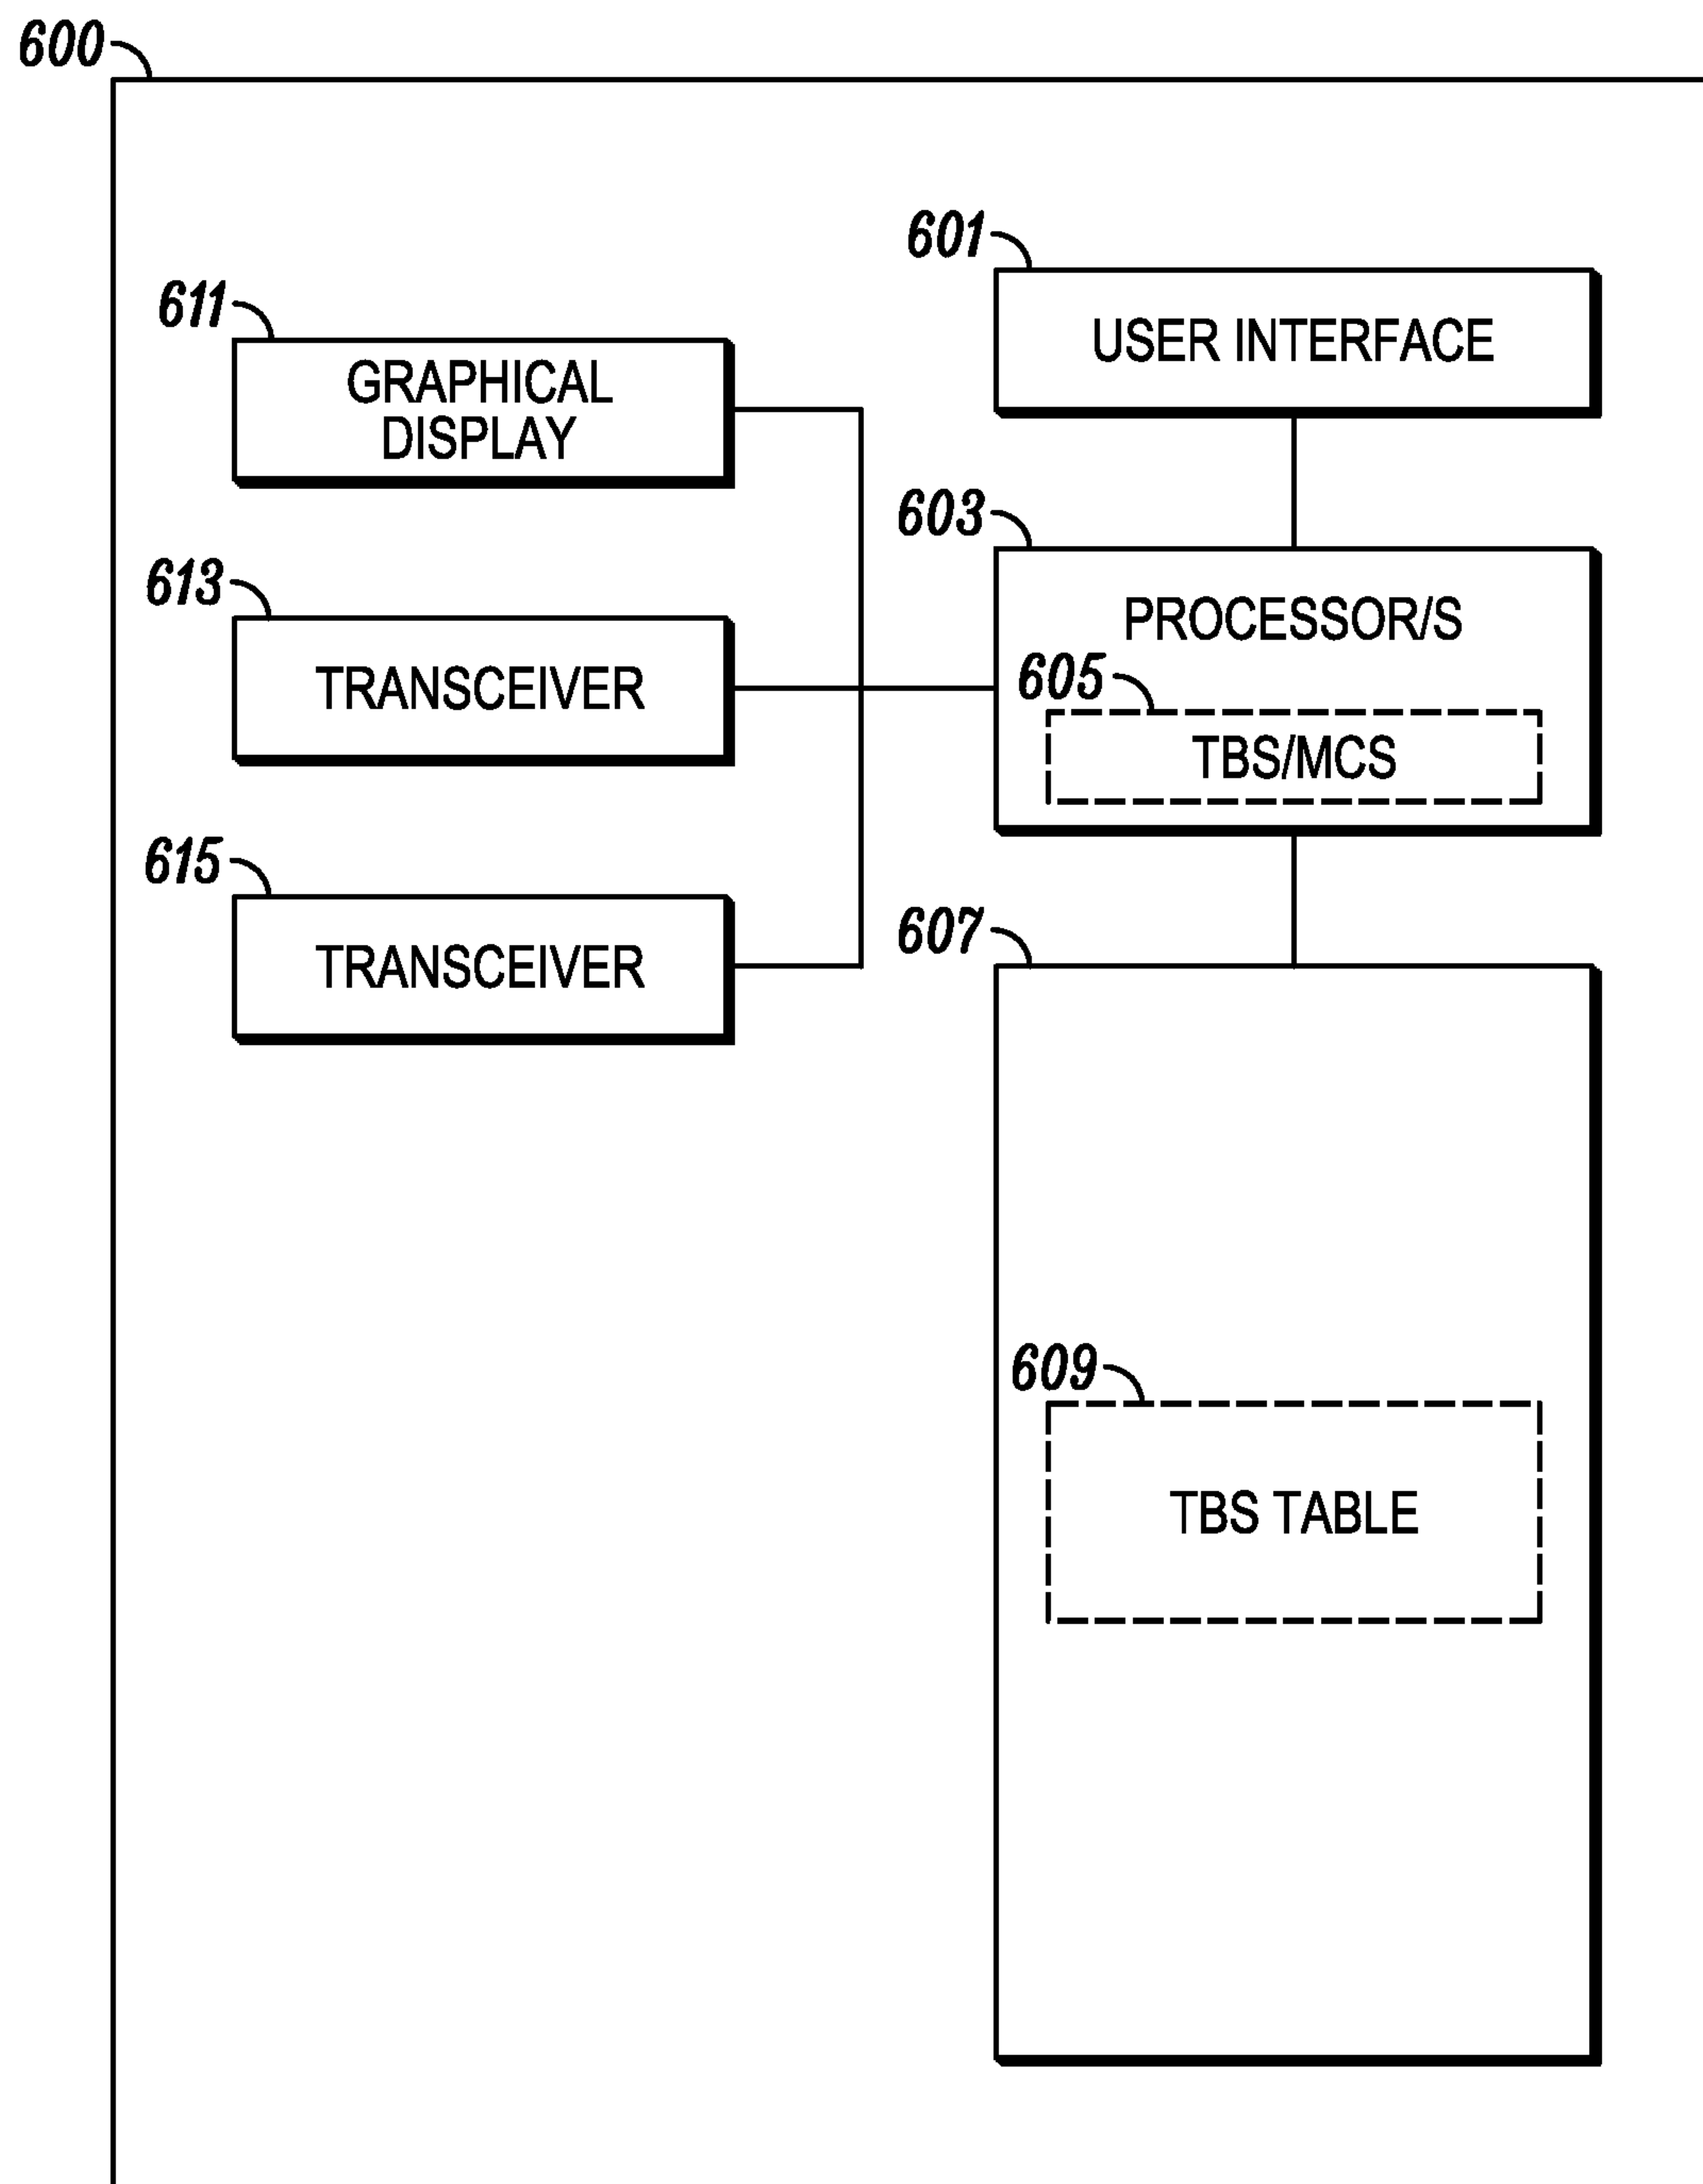 600
601
USER INTERFACE
611
GRAPHICAL
DISPLAY
603
PROCESSOR/S
605
TBS/MCS
613
TRANSCEIVER
615
TRANSCEIVER
607
609
TBS TABLE